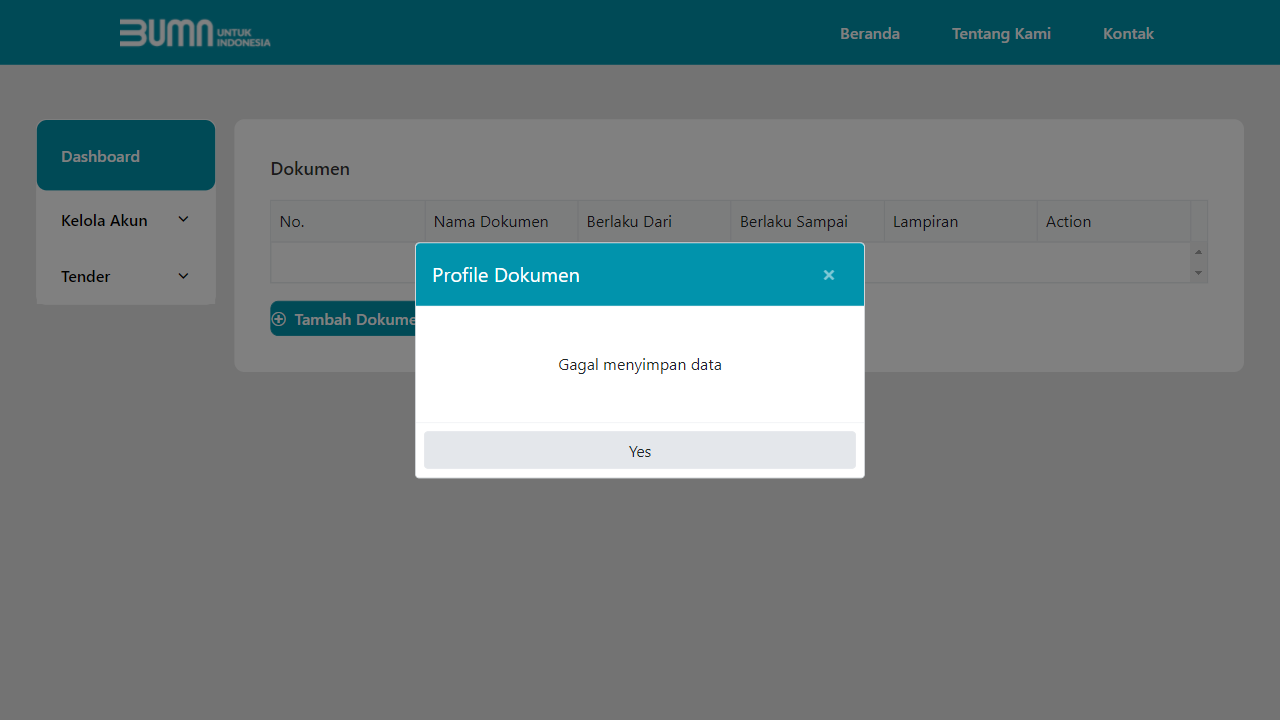 BUMN UNTUK INDONESIA
Beranda
Tentang Kami
Kontak
Dashboard
Kelola Akun
Tender
Dokumen
No.
Nama Dokumen
Berlaku Dari
Berlaku Sampai
Lampiran
Action
Tambah Dokume
Profile Dokumen
×
Gagal menyimpan data
Yes